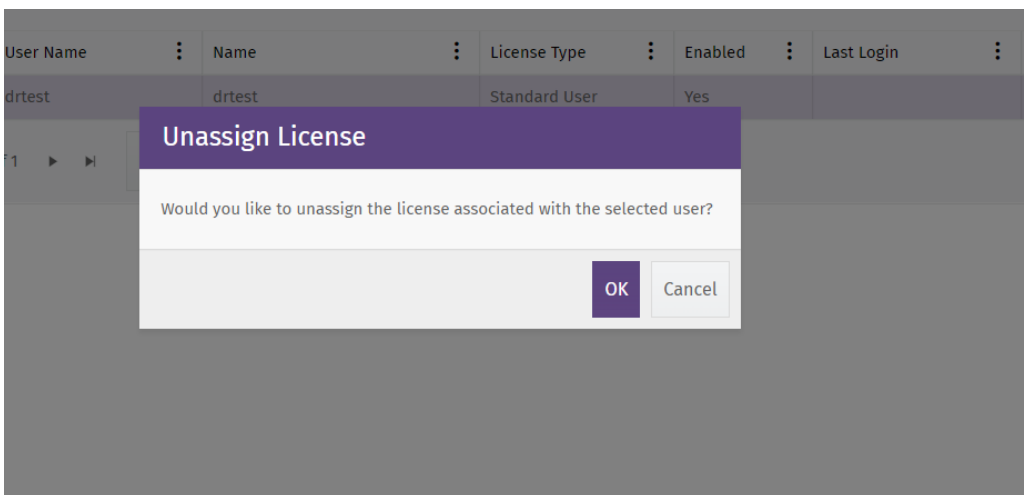 User Name Name License Type Enabled Last Login
drtest drtest Standard User Yes
1
Unassign License
Would you like to unassign the license associated with the selected user?
OK Cancel